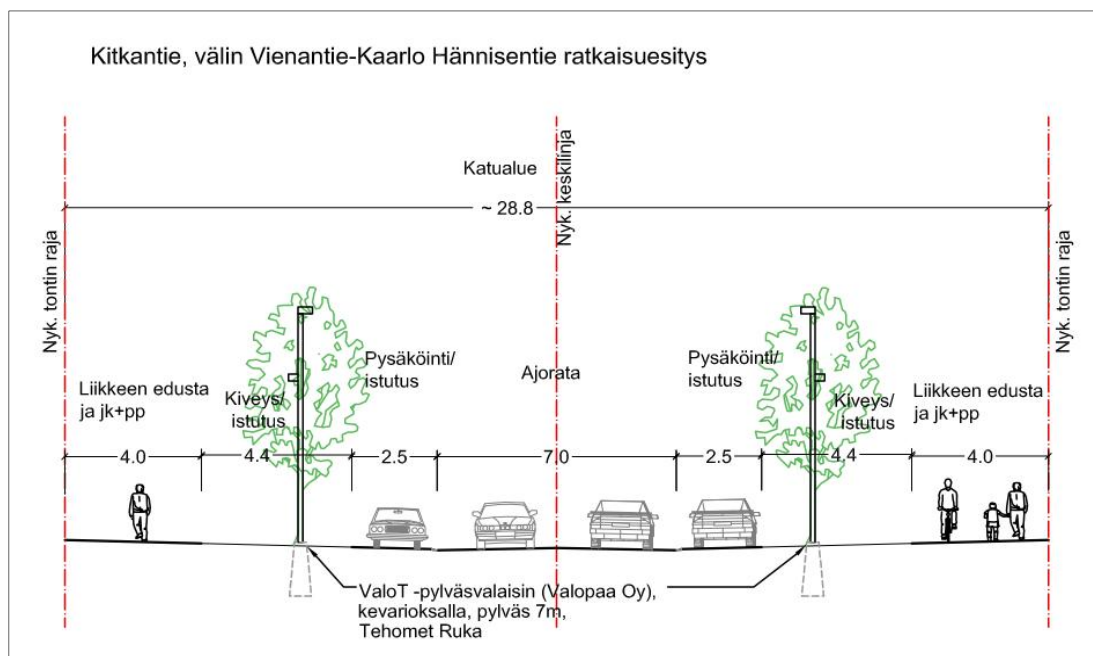 Kitkantie, välin Vienantie-Kaarlo Hännisentie ratkaisuesitys
Katualue
~ 28.8
Nyk. keskilinja
Nyk. tontin raja
Nyk. tontin raja
Liikkeen edusta
ja jk+pp
Kiveys/
istutus
Pysäköinti/
istutus
Ajorata
Pysäköinti/
istutus
Kiveys/
istutus
Liikkeen edusta
ja jk+pp
4.0
4.4
2.5
7.0
2.5
4.4
4.0
ValoT -pylväsvalaisin (Valopaa Oy),
kevarioksalla, pylväs 7m,
Tehomet Ruka